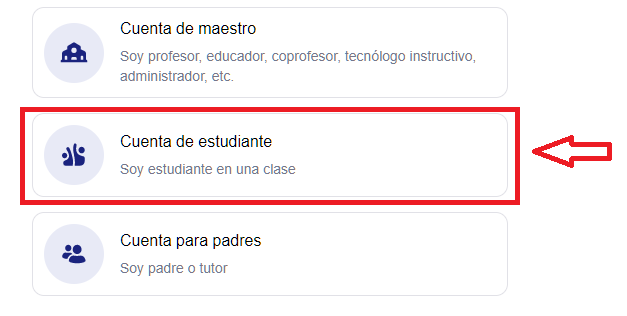 Cuenta de maestro
Soy profesor, educador, coprofesor, tecnólogo instructivo,
administrador, etc.
Cuenta de estudiante
Soy estudiante en una clase
Cuenta para padres
Soy padre o tutor